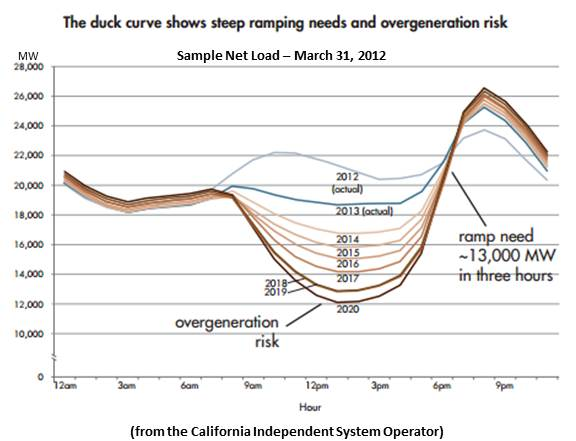 The duck curve shows steep ramping needs and overgeneration risk
MW
Sample Net Load – March 31, 2012
28,000
26,000
24,000
22,000
20,000
18,000
16,000
14,000
12,000
10,000
0
2012
(actual)
2013 (actual)
2014
2015
2016
2017
2018
2019
2020
ramp need
~13,000 MW
in three hours
overgeneration
risk
12am
3am
6am
9am
12pm
3pm
6pm
9pm
Hour
(from the California Independent System Operator)